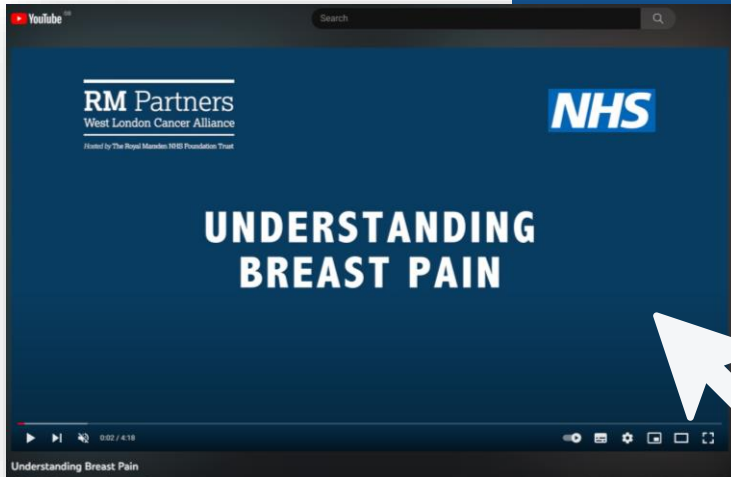 YouTube GB
Search
RM Partners
West London Cancer Alliance
Hosted by The Royal Marsden NHS Foundation Trust
NHS
UNDERSTANDING
BREAST PAIN
0:02 / 4:18
Understanding Breast Pain